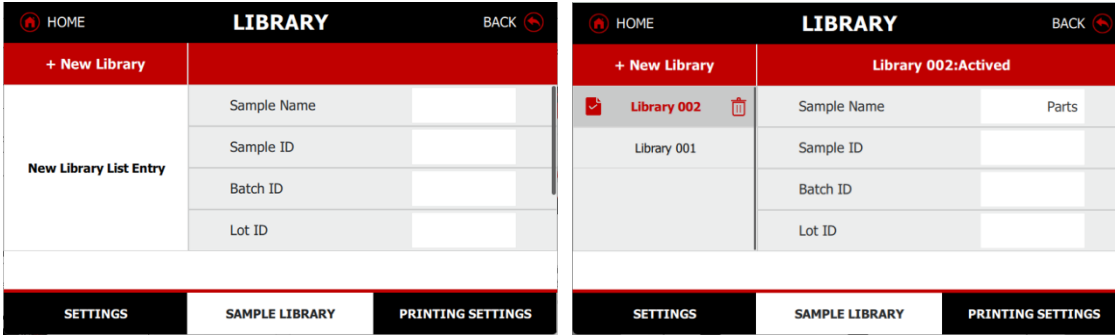 HOME LIBRARY BACK
+ New Library
New Library List Entry
Sample Name
Sample ID
Batch ID
Lot ID
SETTINGS SAMPLE LIBRARY PRINTING SETTINGS
HOME LIBRARY BACK
+ New Library Library 002:Actived
Library 002
Library 001
Sample Name Parts
Sample ID
Batch ID
Lot ID
SETTINGS SAMPLE LIBRARY PRINTING SETTINGS